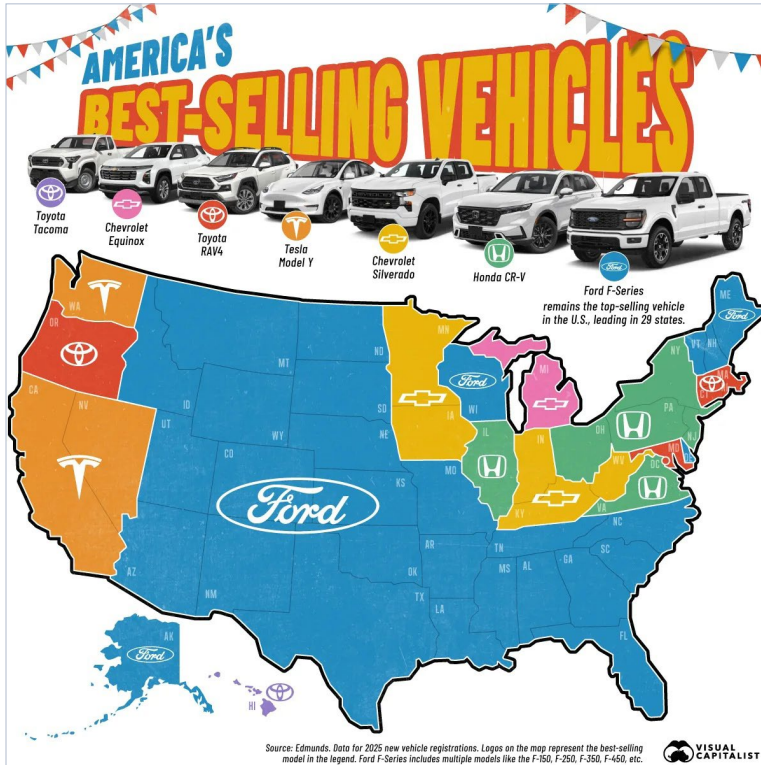 AMERICA'S
BEST-SELLING VEHICLES
Toyota
Tacoma
Chevrolet
Equinox
Toyota
RAV4
Tesla
Model Y
Chevrolet
Silverado
Honda CR-V
Ford
Ford F-Series
remains the top-selling vehicle
in the U.S., leading in 29 states.
WA
OR
CA
NV
ID
MT
WY
UT
CO
AZ
NM
ND
SD
NE
KS
OK
TX
MN
IA
MO
AR
LA
Ford
WI
IL
MI
IN
OH
KY
TN
MS
AL
GA
FL
SC
NC
VA
WV
DC
MD
DE
PA
NJ
NY
CT
MA
VT
NH
ME
Ford
Ford
AK
Ford
HI
Source: Edmunds. Data for 2025 new vehicle registrations. Logos on the map represent the best-selling
model in the legend. Ford F-Series includes multiple models like the F-150, F-250, F-350, F-450, etc.
VISUAL
CAPITALIST